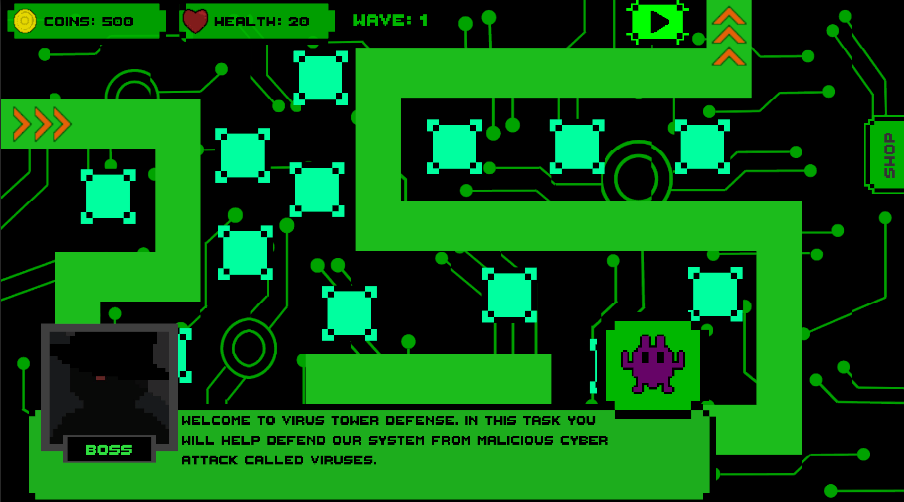 COINS: 500
HEALTH: 20
WAVE: 1
SHOP
WELCOME TO VIRUS TOWER DEFENSE. IN THIS TASK YOU
WILL HELP DEFEND OUR SYSTEM FROM MALICIOUS CYBER
ATTACK CALLED VIRUSES.
BOSS